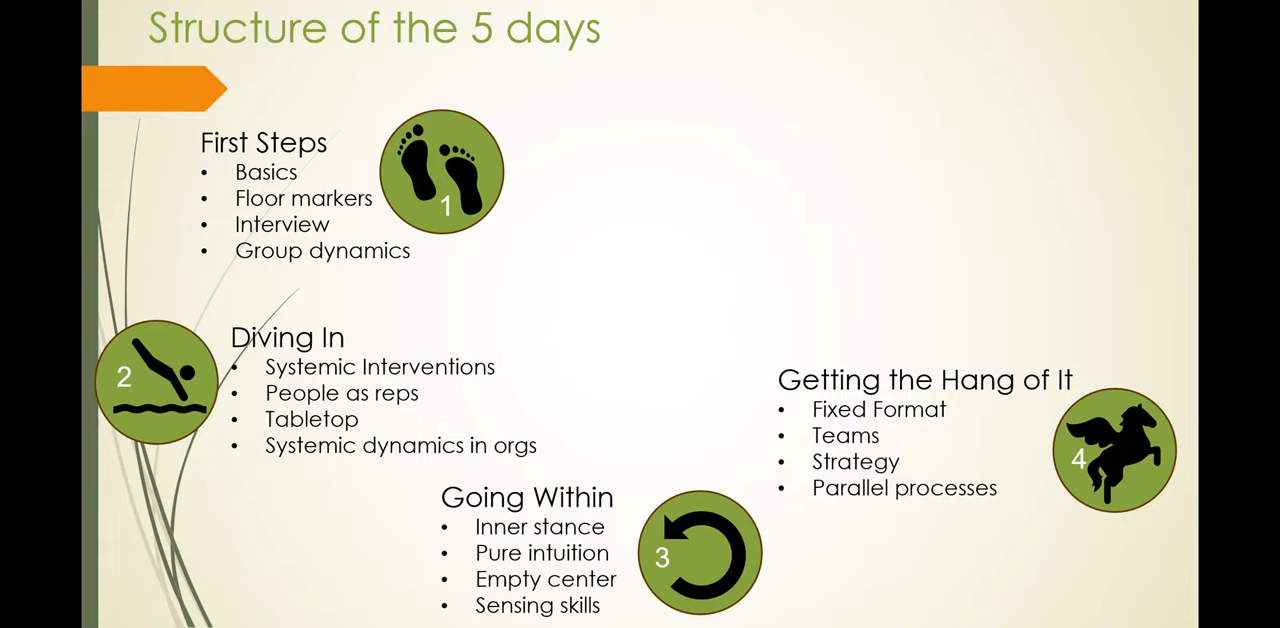 Structure of the 5 days
First Steps
• Basics
• Floor markers
• Interview
• Group dynamics
1
2
Diving In
• Systemic Interventions
• People as reps
• Tabletop
• Systemic dynamics in orgs
Going Within
• Inner stance
• Pure intuition
• Empty center
• Sensing skills
3
Getting the Hang of It
• Fixed Format
• Teams
• Strategy
• Parallel processes
4